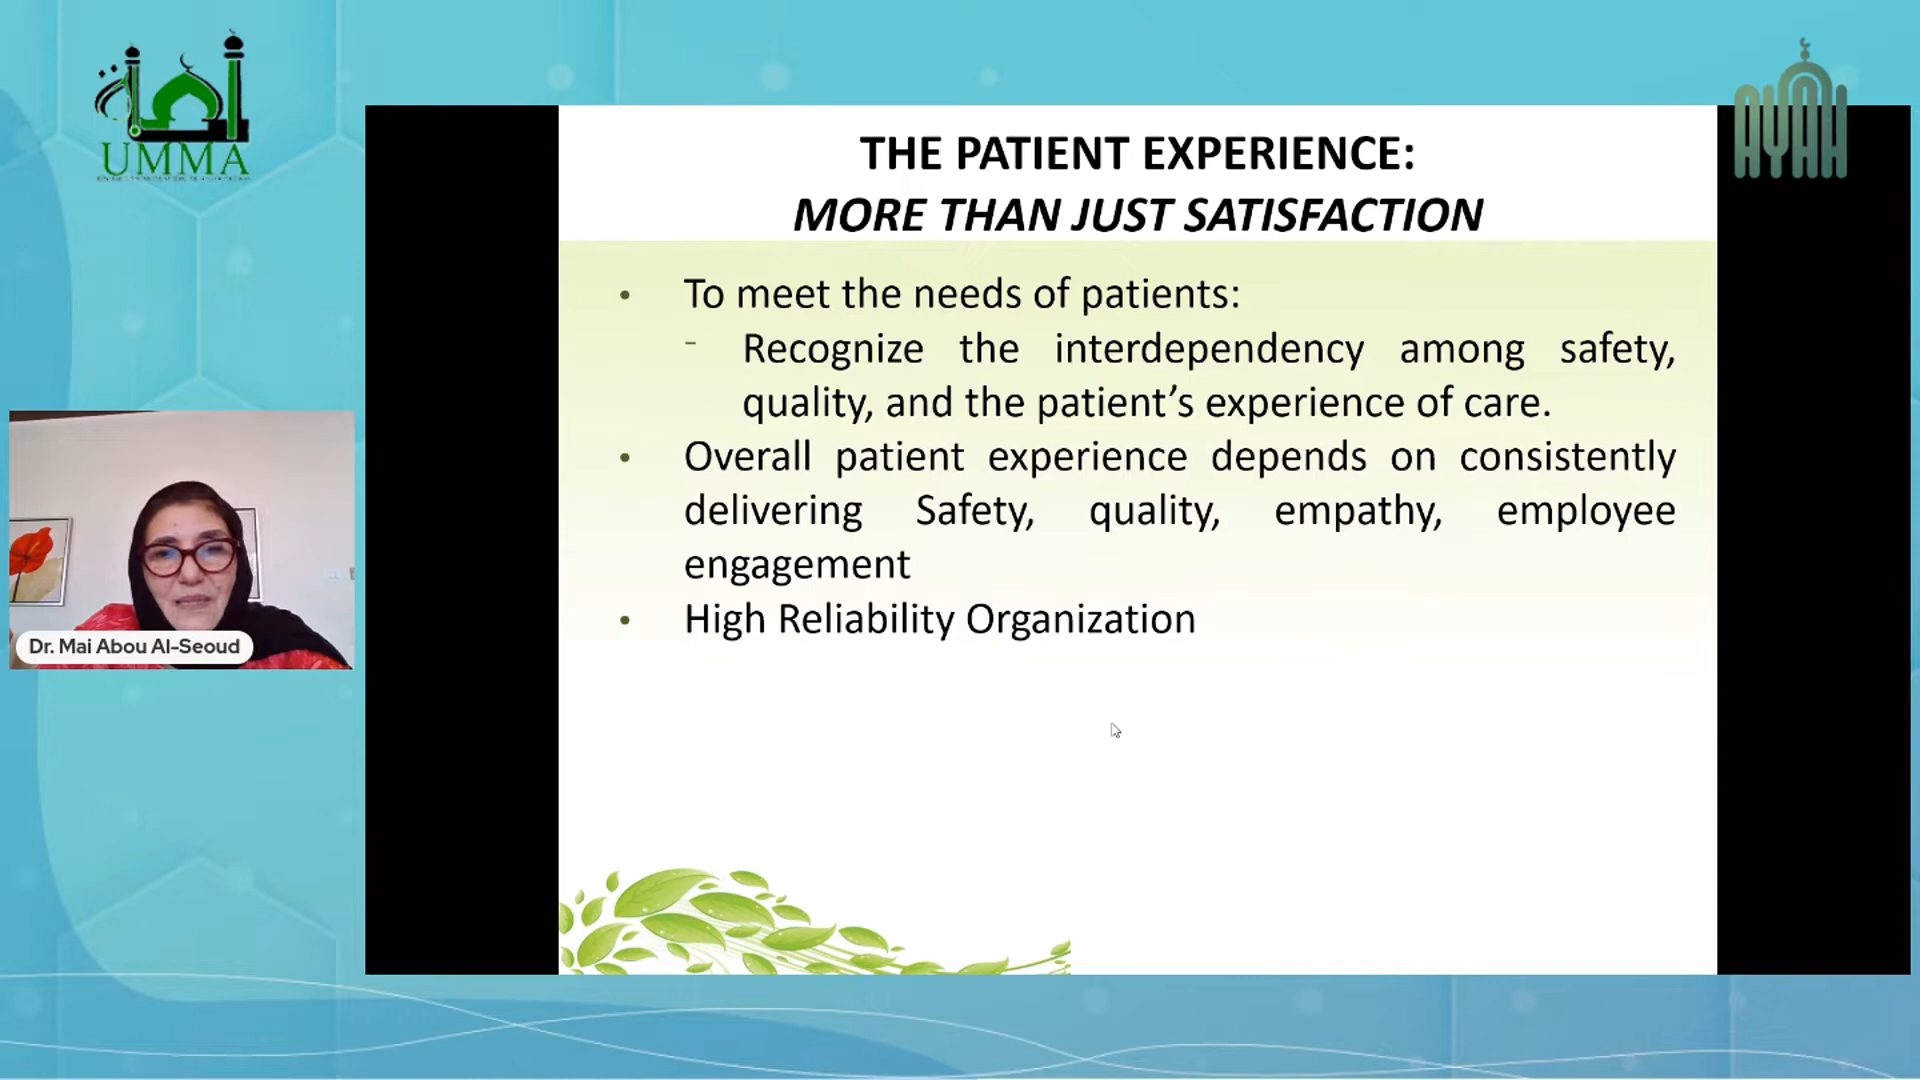 أمة
UMMA
AYAH
THE PATIENT EXPERIENCE:
MORE THAN JUST SATISFACTION
• To meet the needs of patients:
- Recognize the interdependency among safety,
quality, and the patient’s experience of care.
• Overall patient experience depends on consistently
delivering Safety, quality, empathy, employee
engagement
• High Reliability Organization
Dr. Mai Abou Al-Seoud